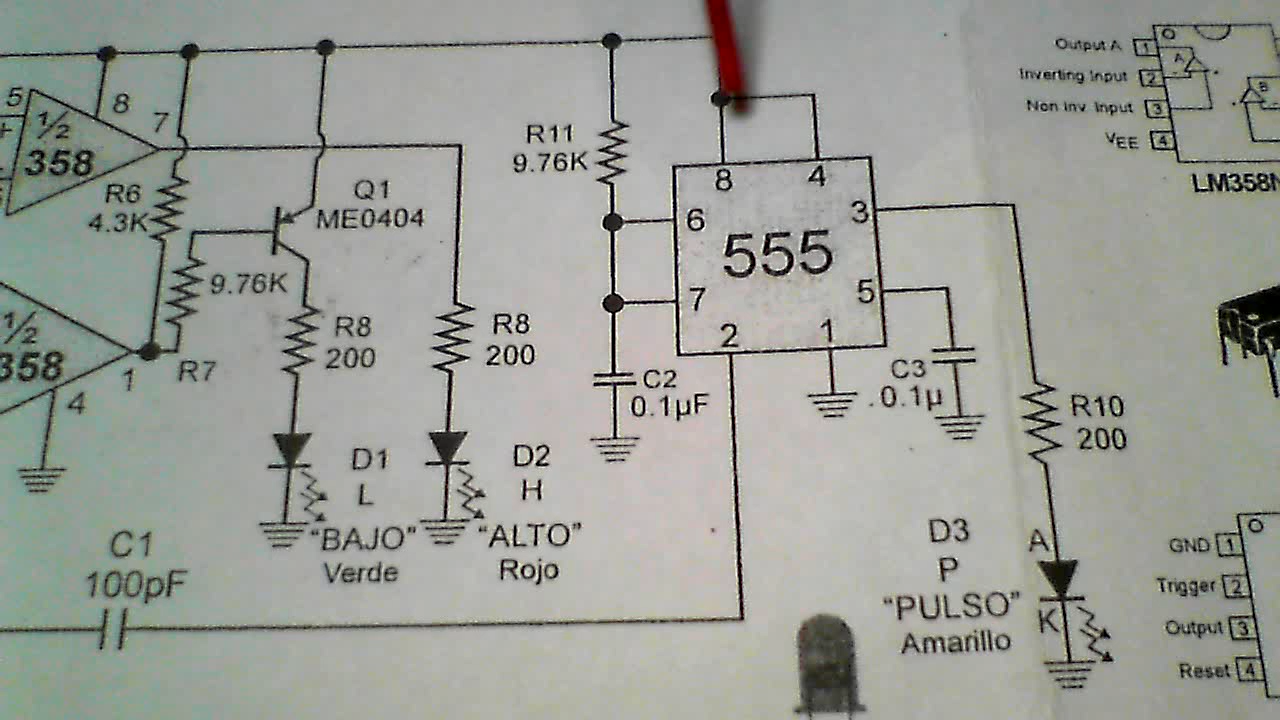 5
+
1/2
358
8
7
R6
4.3K
Q1
ME0404
9.76K
R7
1/2
358
1
4
R8
200
R8
200
D1
L
"BAJO"
Verde
D2
H
"ALTO"
Rojo
C1
100pF
R11
9.76K
C2
0.1µF
8
4
6
3
555
7
5
2
1
C3
.0.1µ
R10
200
D3
P
"PULSO"
Amarillo
A
K
Output A 1
Inverting Input 2
Non Inv. Input 3
VEE 4
A
B
LM358N
GND 1
Trigger 2
Output 3
Reset 4